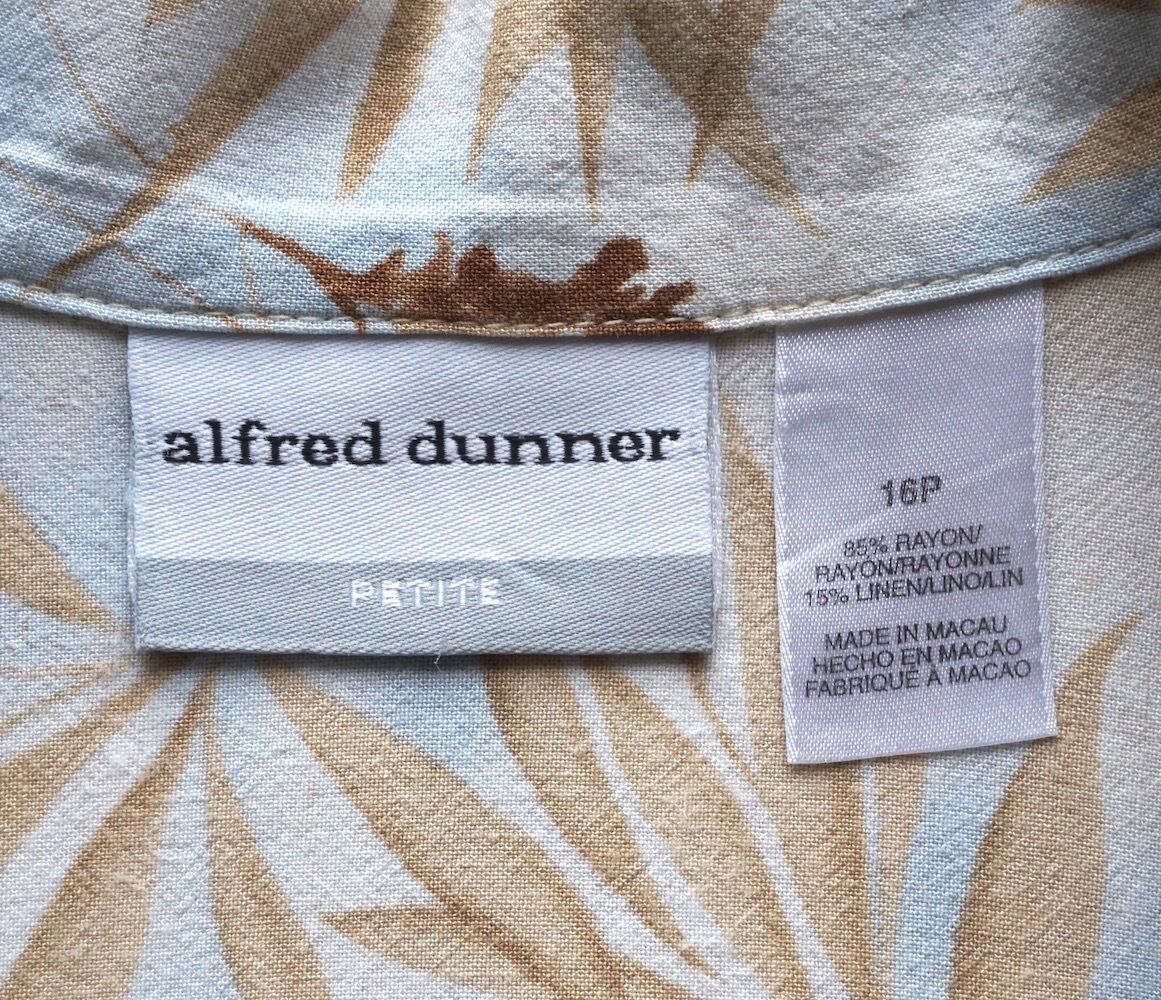 alfred dunner
PETITE
16P
85% RAYON/
RAYON/RAYONNE
15% LINEN/LINO/LIN
MADE IN MACAU
HECHO EN MACAO
FABRIQUE A MACAO